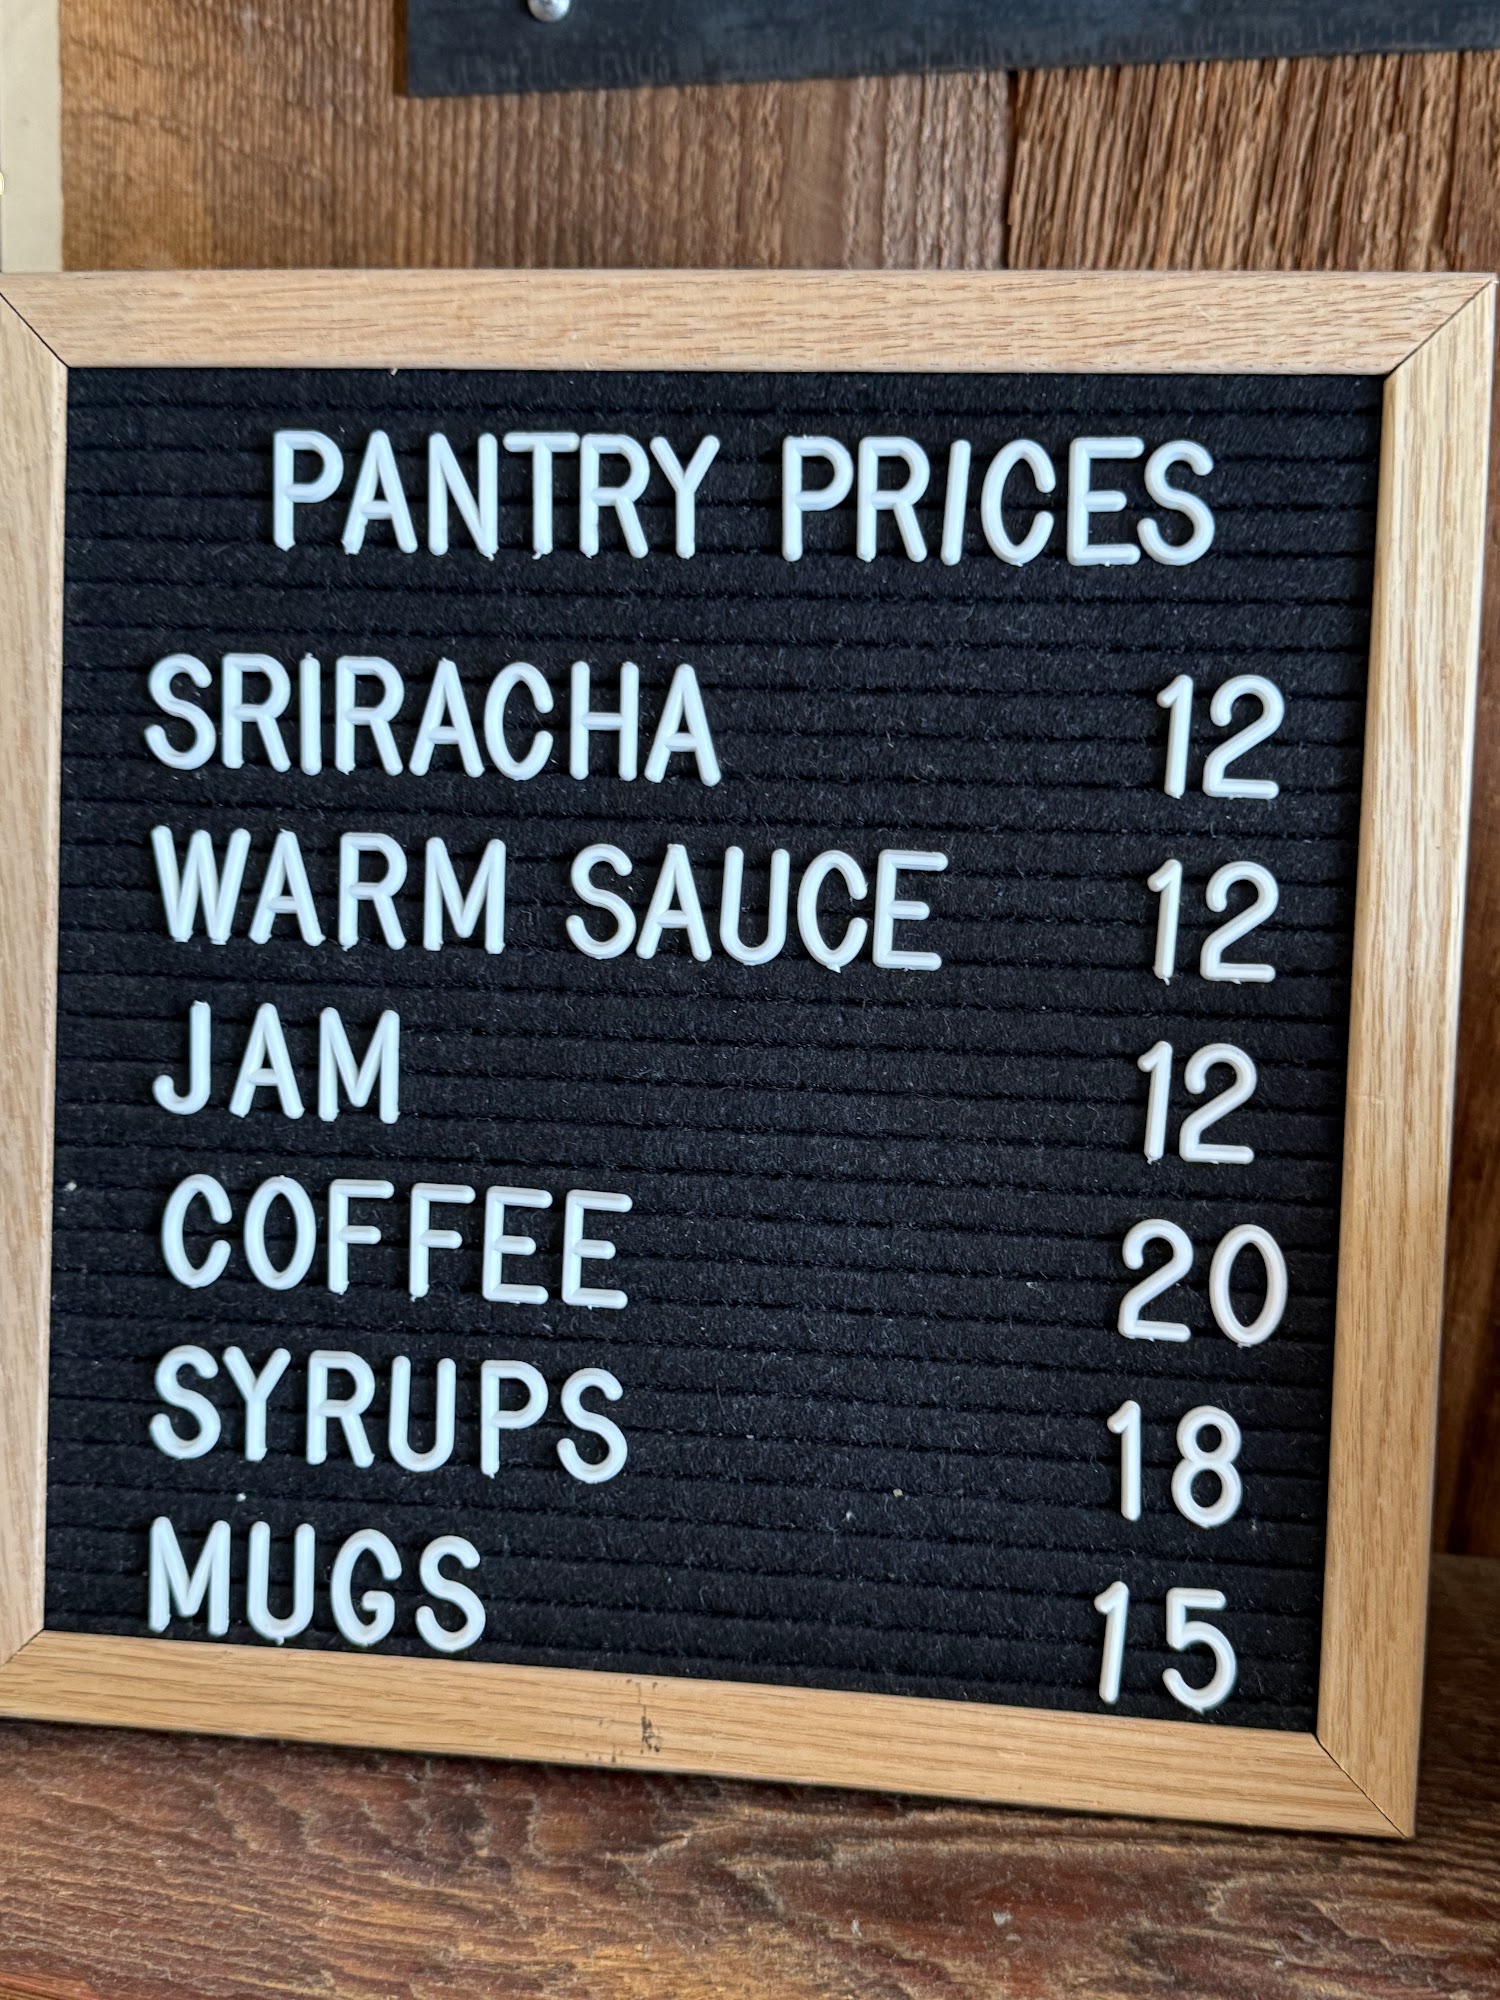 PANTRY PRICES
SRIRACHA 12
WARM SAUCE 12
JAM 12
COFFEE 20
SYRUPS 18
MUGS 15